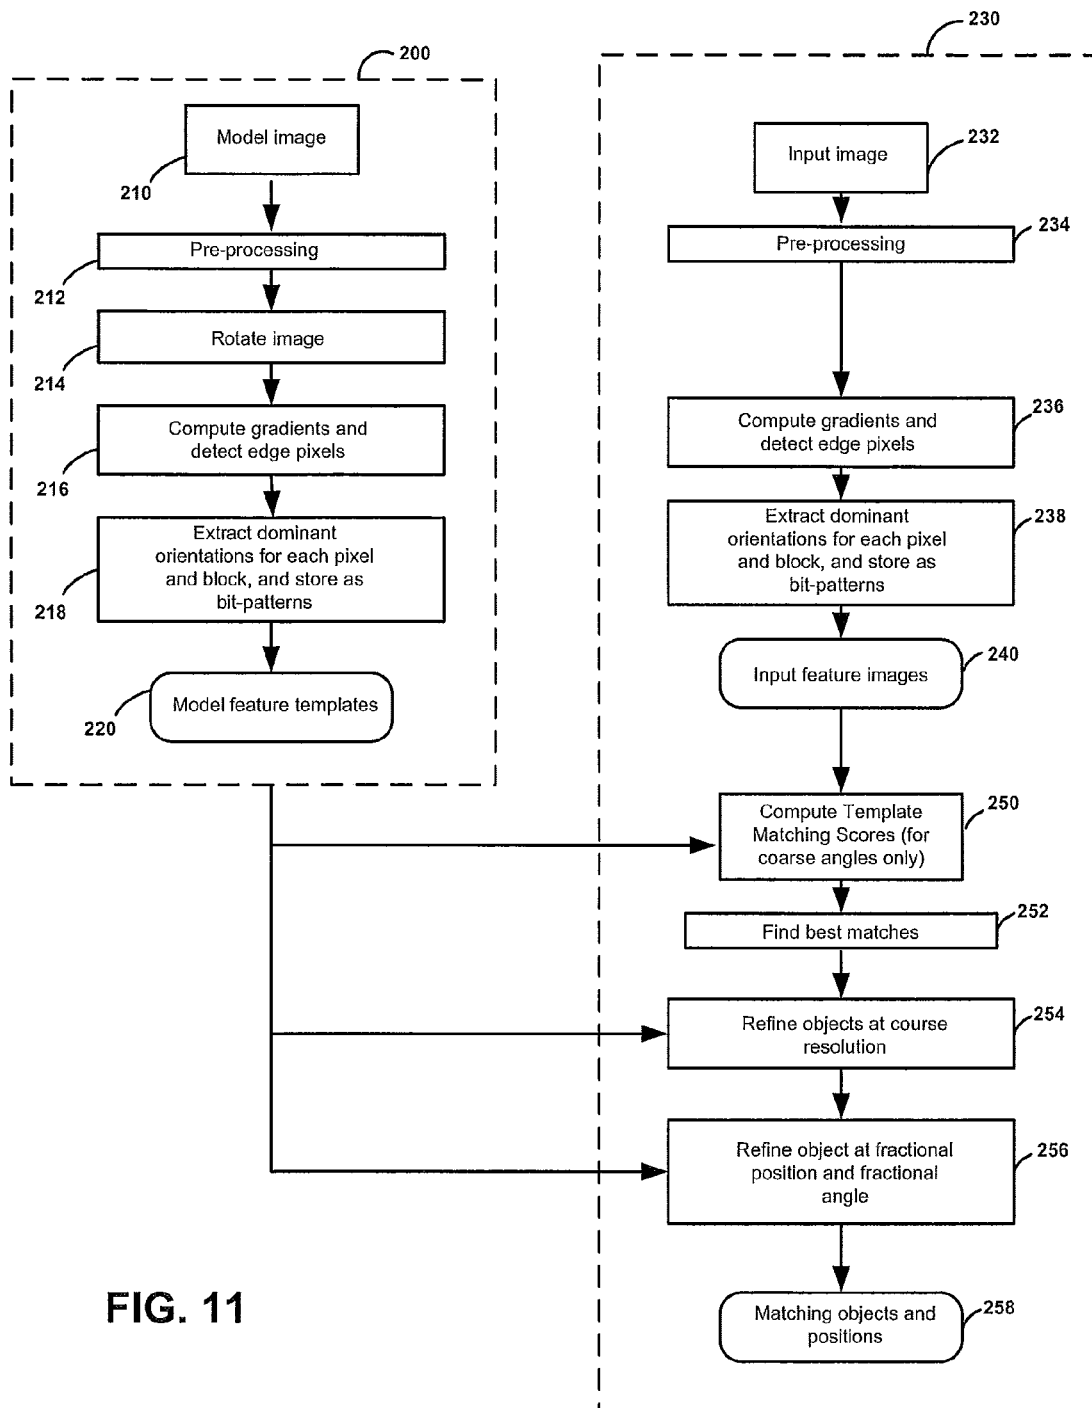 200
Model image
210
Pre-processing
212
Rotate image
214
Compute gradients and
detect edge pixels
216
Extract dominant
orientations for each pixel
and block, and store as
bit-patterns
218
Model feature templates
220
230
Input image
232
Pre-processing
234
Compute gradients and
detect edge pixels
236
Extract dominant
orientations for each pixel
and block, and store as
bit-patterns
238
Input feature images
240
Compute Template
Matching Scores (for
coarse angles only)
250
Find best matches
252
Refine objects at course
resolution
254
Refine object at fractional
position and fractional
angle
256
Matching objects and
positions
258
FIG. 11